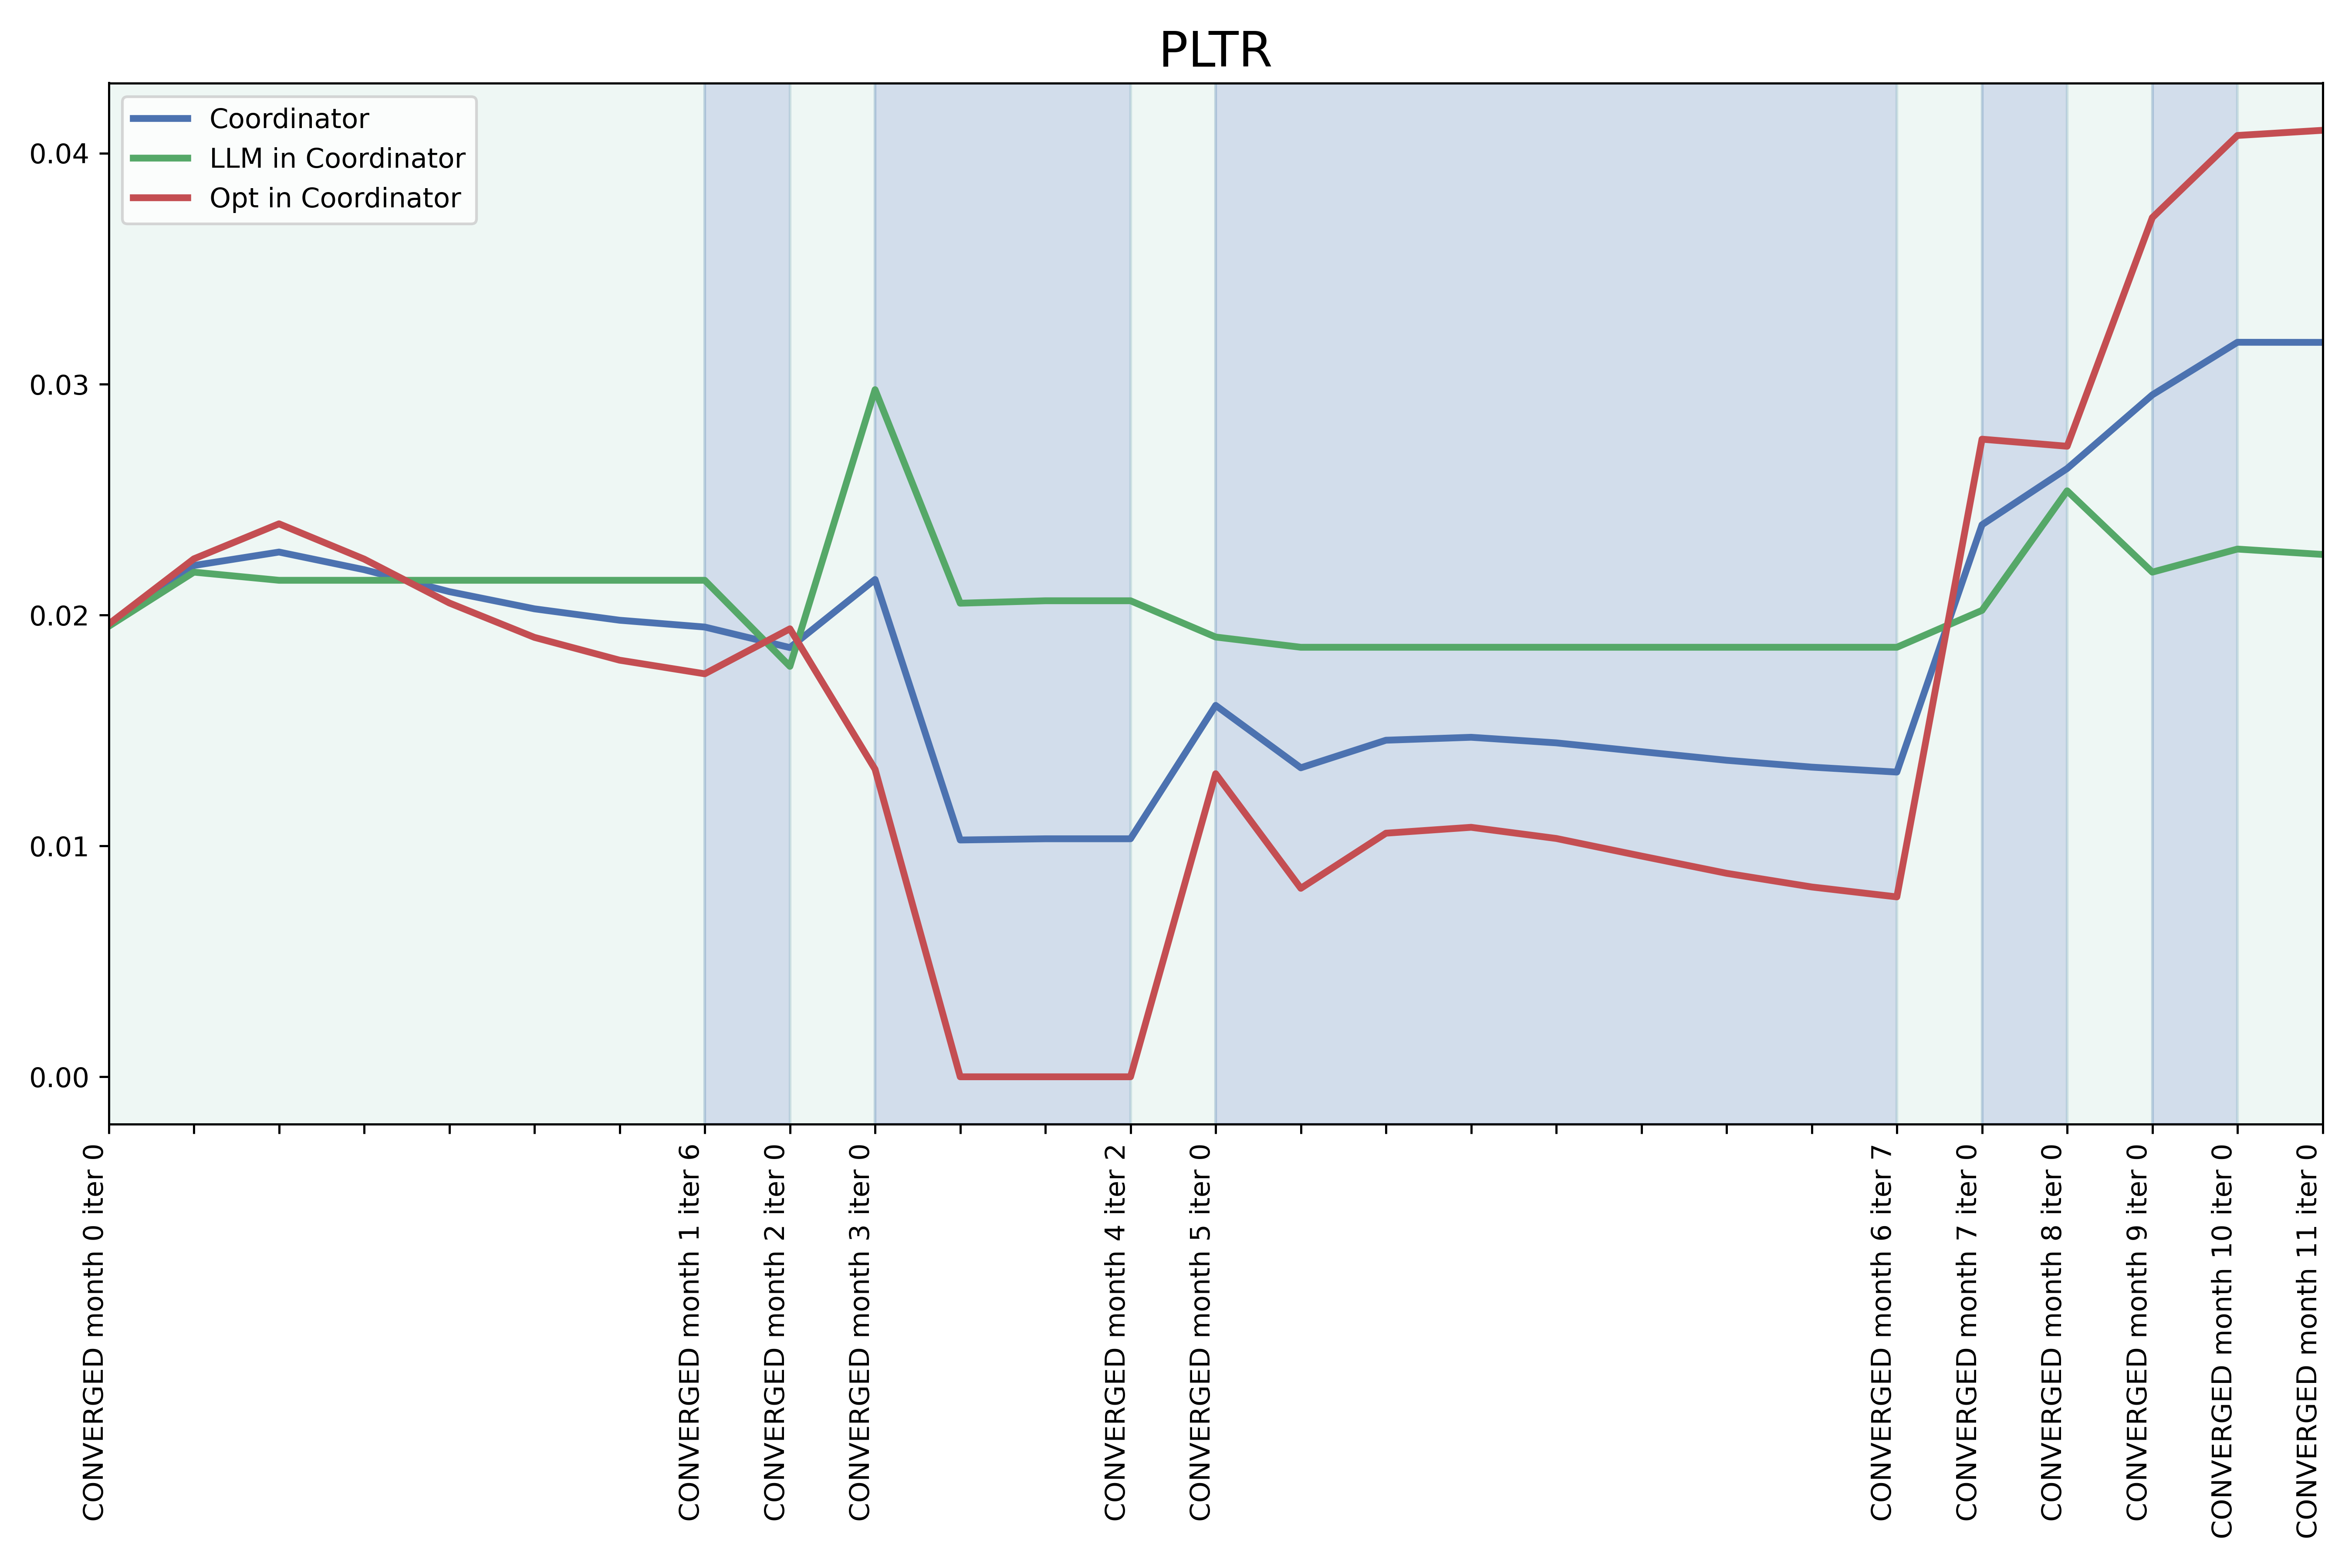 PLTR
Coordinator
LLM in Coordinator
Opt in Coordinator
0.04
0.03
0.02
0.01
0.00
CONVERGED month 0 iter 0
CONVERGED month 1 iter 6
CONVERGED month 2 iter 0
CONVERGED month 3 iter 0
CONVERGED month 4 iter 2
CONVERGED month 5 iter 0
CONVERGED month 6 iter 7
CONVERGED month 7 iter 0
CONVERGED month 8 iter 0
CONVERGED month 9 iter 0
CONVERGED month 10 iter 0
CONVERGED month 11 iter 0